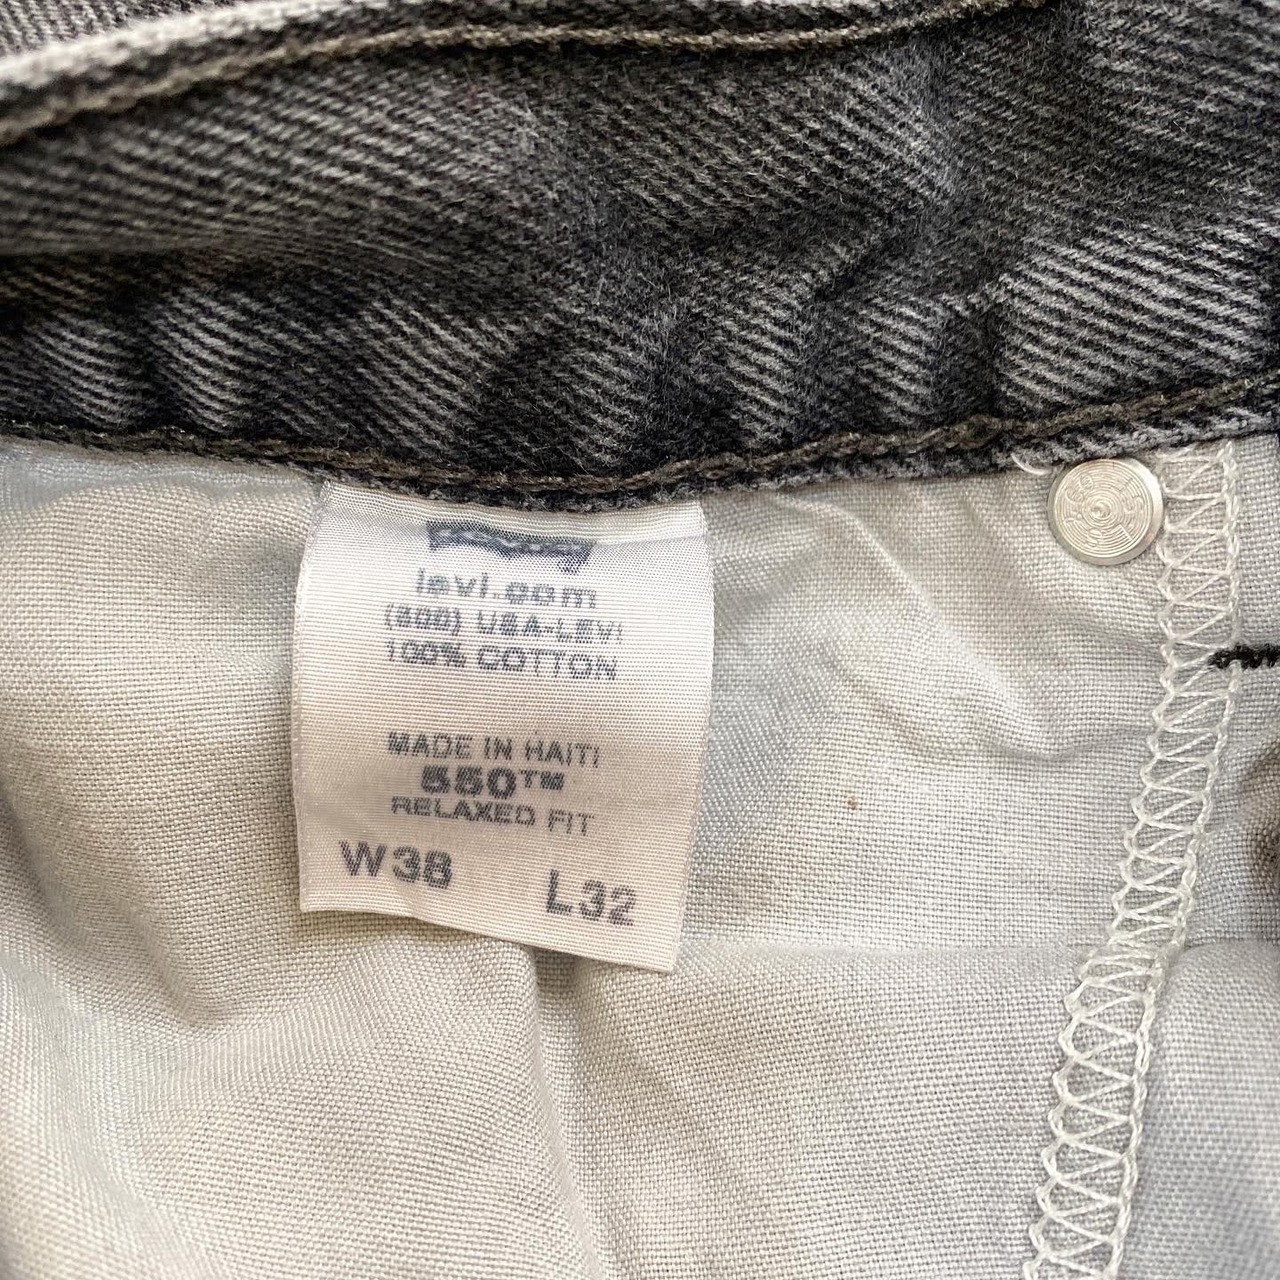 levi.com
(800) USA-LEVI
100% COTTON
MADE IN HAITI
550™
RELAXED FIT
W38 L32